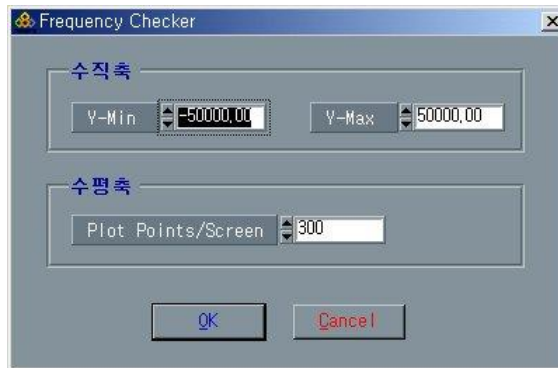 Frequency Checker
수직축
Y-Min -50000,00 Y-Max 50000,00
수평축
Plot Points/Screen 300
OK Cancel